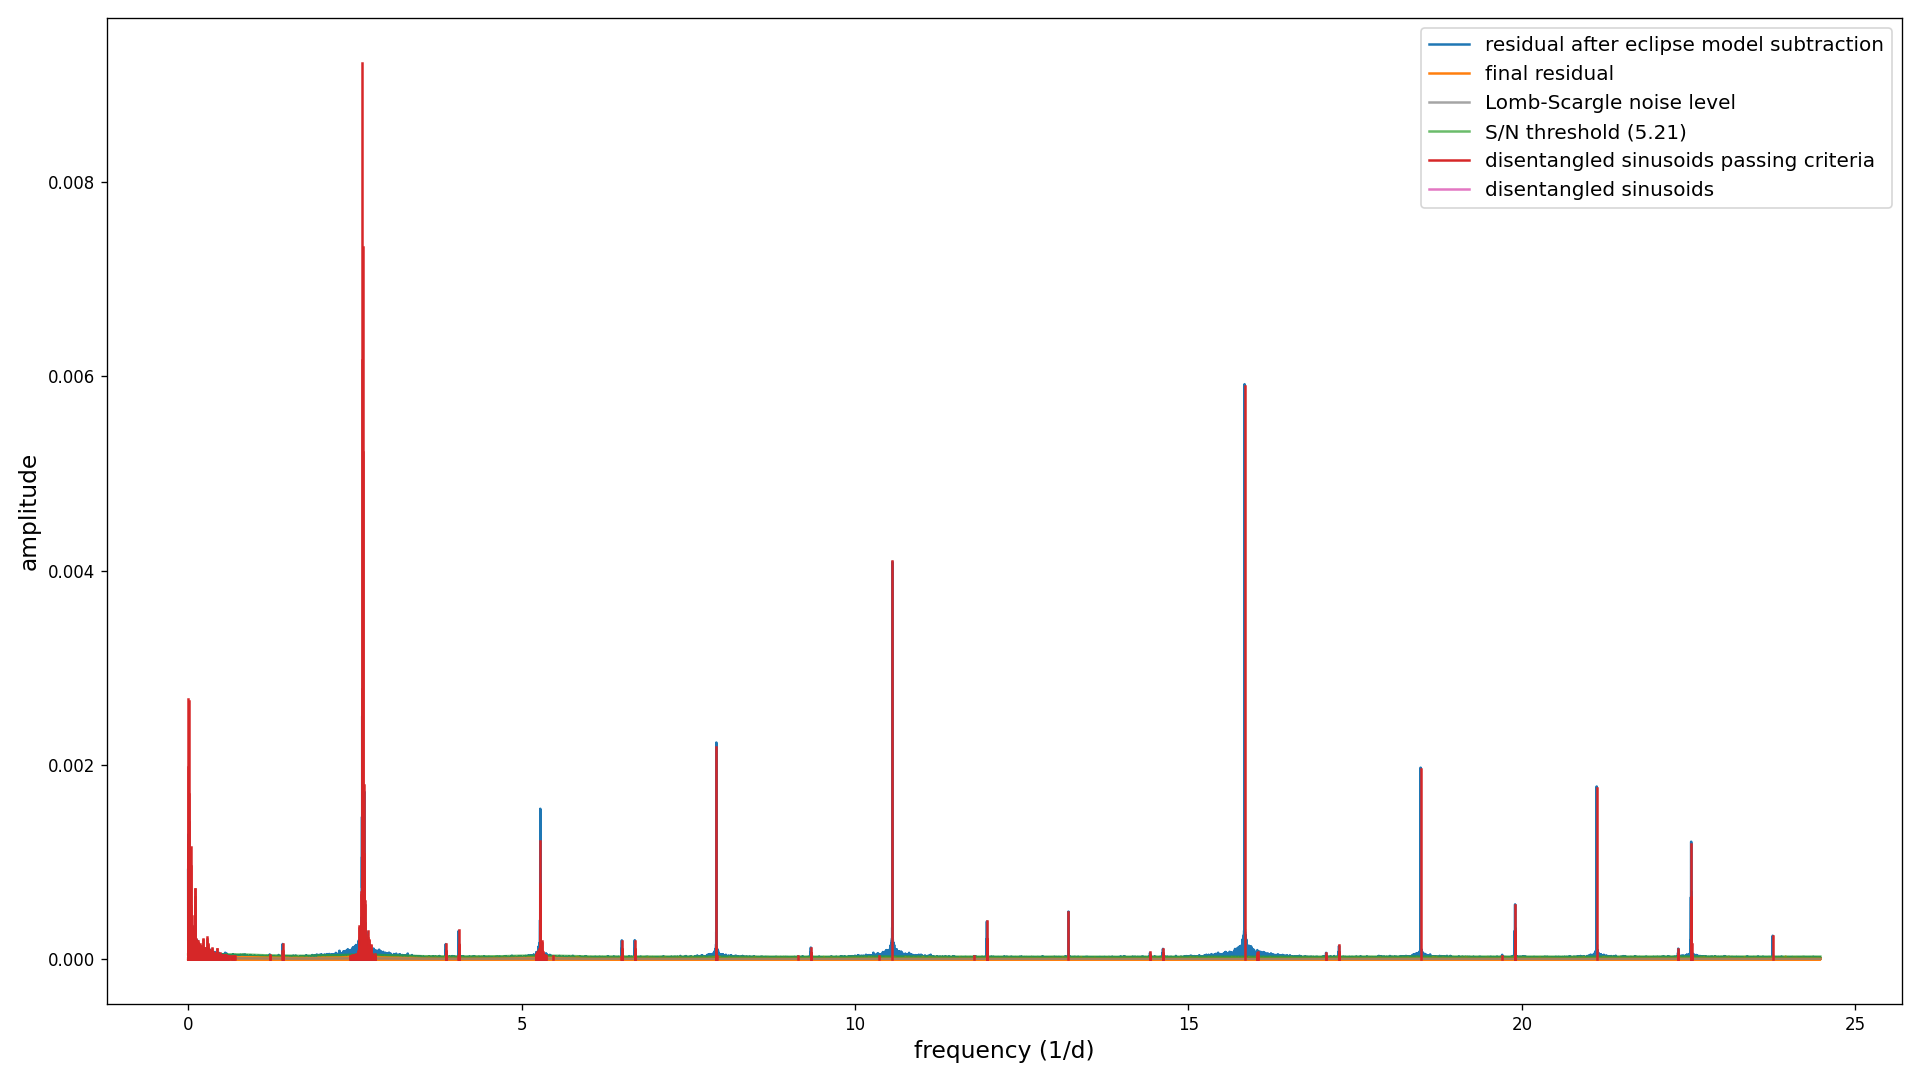 residual after eclipse model subtraction
final residual
Lomb-Scargle noise level
S/N threshold (5.21)
disentangled sinusoids passing criteria
disentangled sinusoids
0.008
0.006
0.004
0.002
0.000
amplitude
0 5 10 15 20 25
frequency (1/d)